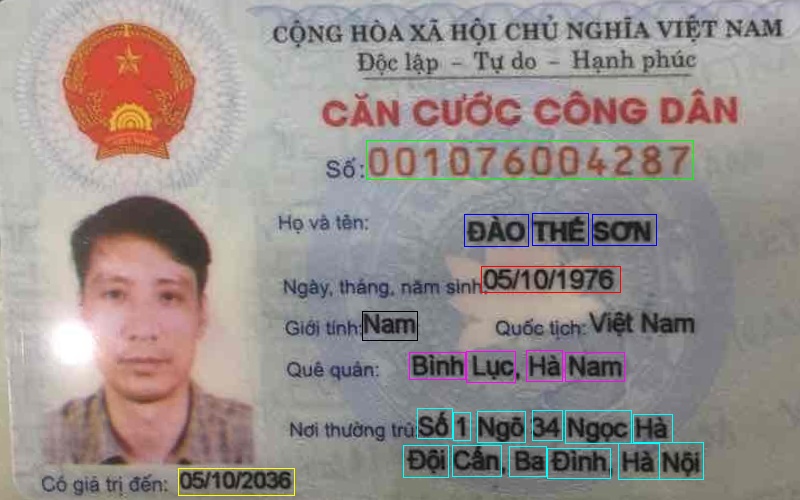 CỘNG HÒA XÃ HỘI CHỦ NGHĨA VIỆT NAM
Độc lập - Tự do - Hạnh phúc
CĂN CƯỚC CÔNG DÂN
Số: 001076004287
Họ và tên: ĐÀO THẾ SƠN
Ngày, tháng, năm sinh: 05/10/1976
Giới tính: Nam Quốc tịch: Việt Nam
Quê quán: Bình Lục, Hà Nam
Nơi thường trú: Số 1 Ngõ 34 Ngọc Hà
Đội Cấn, Ba Đình, Hà Nội
Có giá trị đến: 05/10/2036